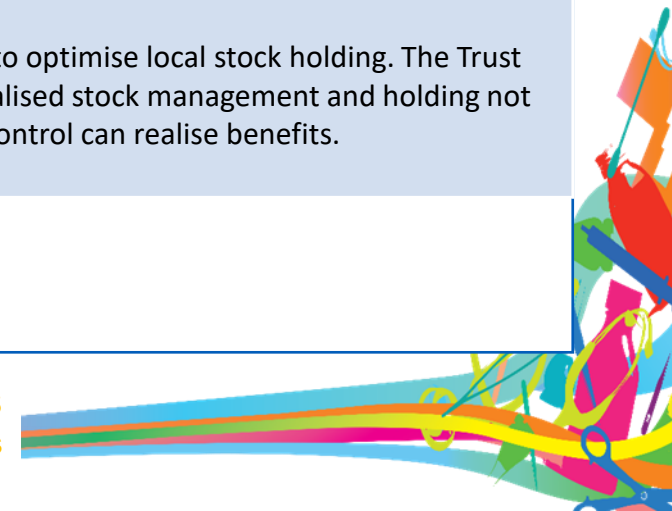 to optimise local stock holding. The Trust
alised stock management and holding not
control can realise benefits.